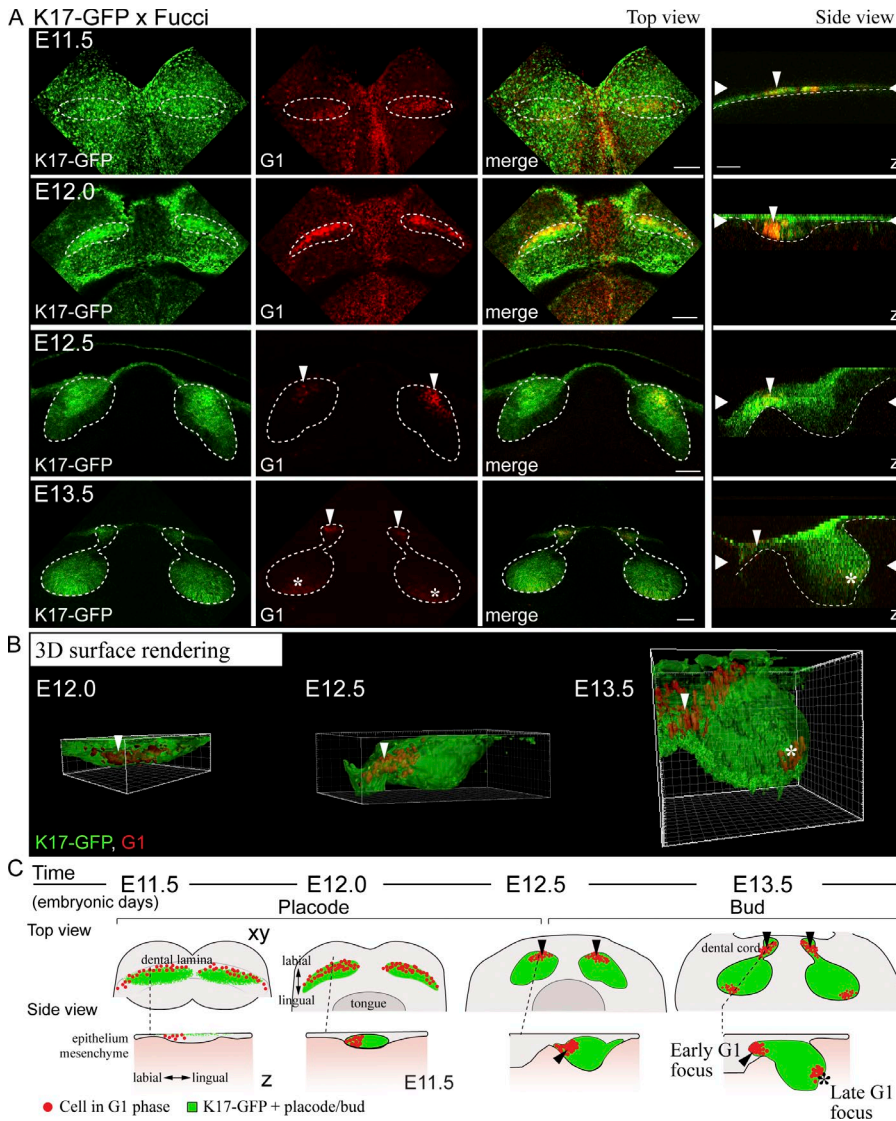 A K17-GFP x Fucci Top view Side view
E11.5
K17-GFP G1 merge z
E12.0
K17-GFP G1 merge z
E12.5
K17-GFP G1 merge z
E13.5
* *
*
K17-GFP G1 merge z
B 3D surface rendering
E12.0 E12.5 E13.5
*
K17-GFP, G1
C Time
(embryonic days) E11.5 E12.0 E12.5 E13.5
Placode Bud
Top view xy
dental lamina labial dental cord
lingual
tongue
Side view
epithelium
mesenchyme
labial lingual z E11.5
Early G1
focus
*
Late G1
focus
Cell in G1 phase K17-GFP + placode/bud